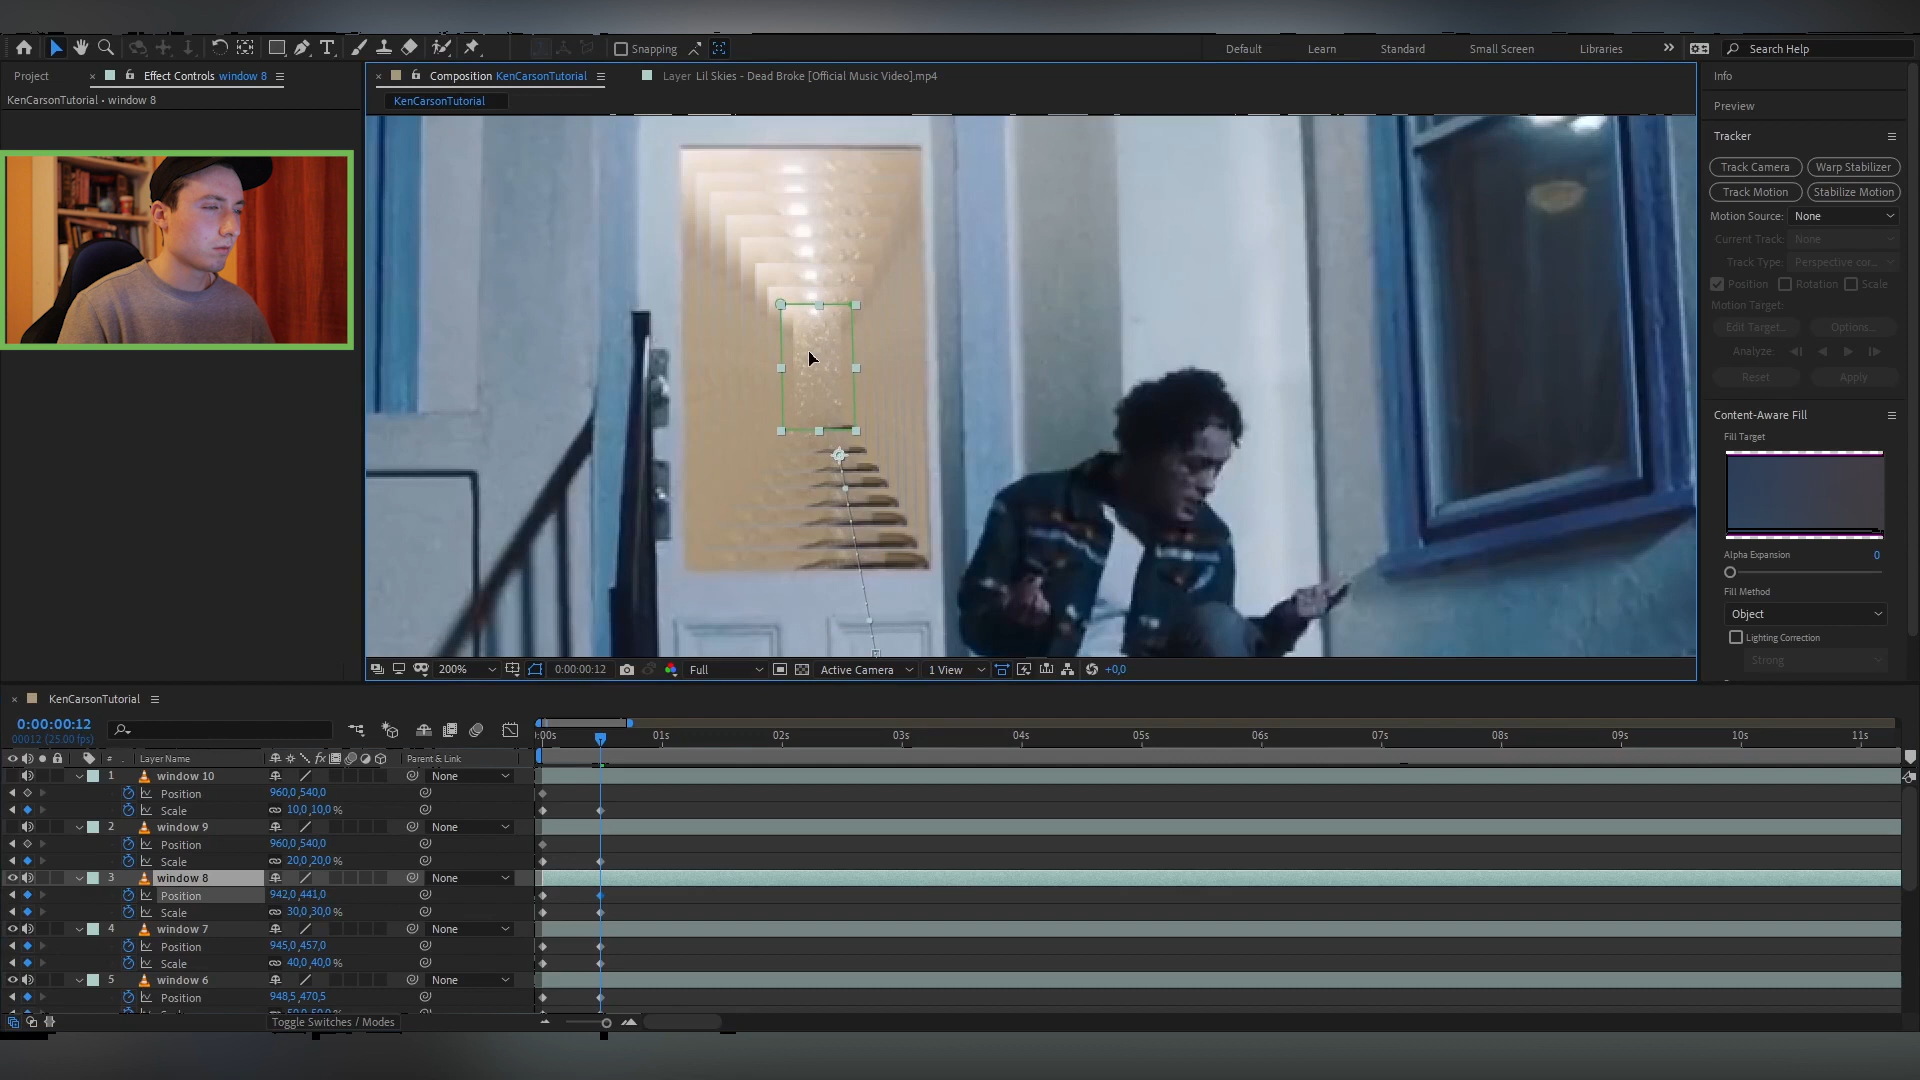 Snapping
Default
Learn
Standard
Small Screen
Libraries
Search Help
Project
Effect Controls window 8
Composition KenCarsonTutorial
Layer Lil Skies - Dead Broke [Official Music Video].mp4
Info
KenCarsonTutorial • window 8
KenCarsonTutorial
Preview
Tracker
Track Camera
Warp Stabilizer
Track Motion
Stabilize Motion
Motion Source: None
Current Track: None
Track Type: Perspective cor...
Position
Rotation
Scale
Motion Target:
Edit Target...
Options...
Analyze:
Reset
Apply
Content-Aware Fill
Fill Target
Alpha Expansion 0
Fill Method
Object
Lighting Correction
Strong
200%
0:00:00:12
Full
Active Camera
1 View
+0,0
KenCarsonTutorial
0:00:00:12
00012 (25.00 fps)
:00s 01s 02s 03s 04s 05s 06s 07s 08s 09s 10s 11s
# Layer Name
Parent & Link
1 window 10 None
Position 960,0 ,540,0
Scale 10,0 ,10,0 %
2 window 9 None
Position 960,0 ,540,0
Scale 20,0 ,20,0 %
3 window 8 None
Position 942,0 ,441,0
Scale 30,0 ,30,0 %
4 window 7 None
Position 945,0 ,457,0
Scale 40,0 ,40,0 %
5 window 6 None
Position 948,5 ,470,5
Toggle Switches / Modes